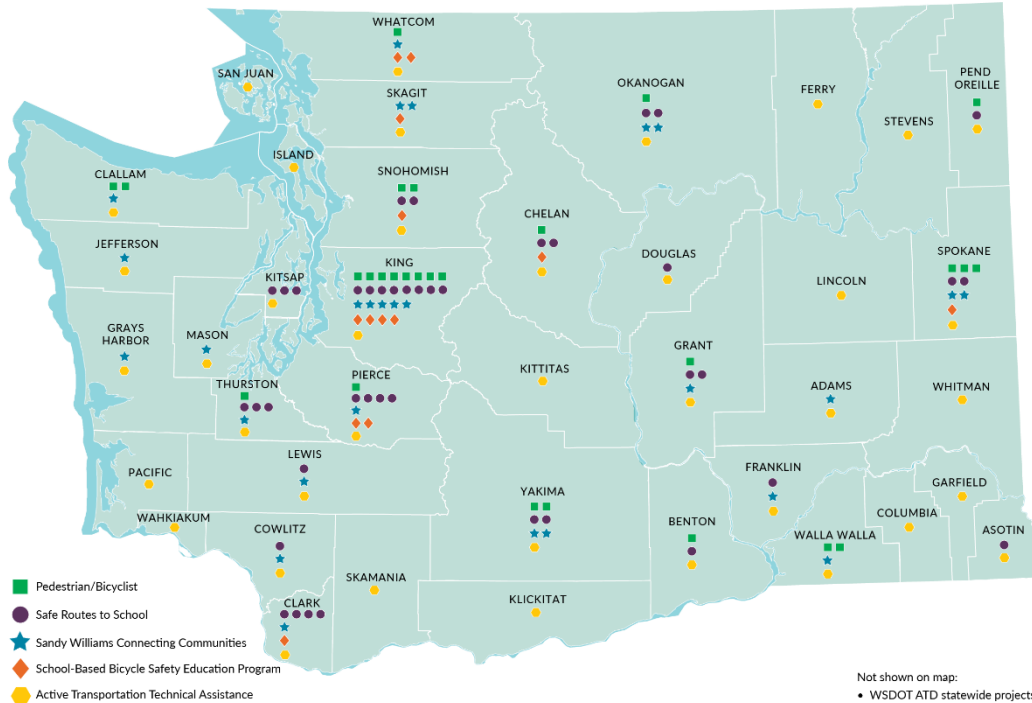 WHATCOM
SAN JUAN
SKAGIT
OKANOGAN
FERRY
PEND
OREILLE
STEVENS
ISLAND
CLALLAM
SNOHOMISH
CHELAN
JEFFERSON
KITSAP
KING
DOUGLAS
LINCOLN
SPOKANE
GRAYS
HARBOR
MASON
THURSTON
PIERCE
KITTITAS
GRANT
ADAMS
WHITMAN
PACIFIC
LEWIS
YAKIMA
FRANKLIN
GARFIELD
WAHKIAKUM
COWLITZ
BENTON
WALLA WALLA
COLUMBIA
ASOTIN
SKAMANIA
CLARK
KLICKITAT
Pedestrian/Bicyclist
Safe Routes to School
Sandy Williams Connecting Communities
School-Based Bicycle Safety Education Program
Active Transportation Technical Assistance
Not shown on map:
• WSDOT ATD statewide projects